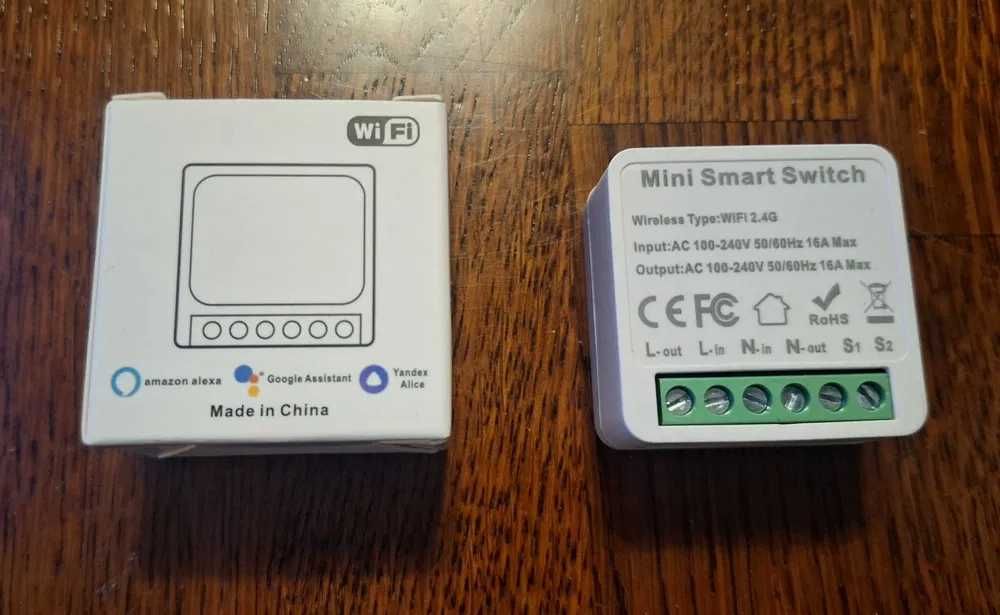 WiFi
amazon alexa
Google Assistant
Yandex
Alice
Made in China
Mini Smart Switch
Wireless Type:WiFi 2.4G
Input:AC 100-240V 50/60Hz 16A Max
Output:AC 100-240V 50/60Hz 16A Max
CE FC RoHS
L-out L-in N-in N-out S1 S2